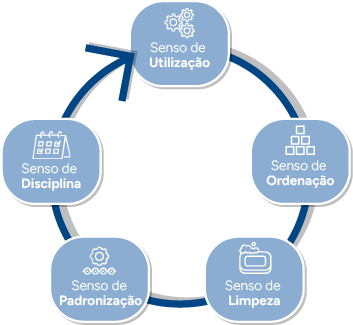 Senso de
Utilização
Senso de
Ordenação
Senso de
Limpeza
Senso de
Padronização
Senso de
Disciplina